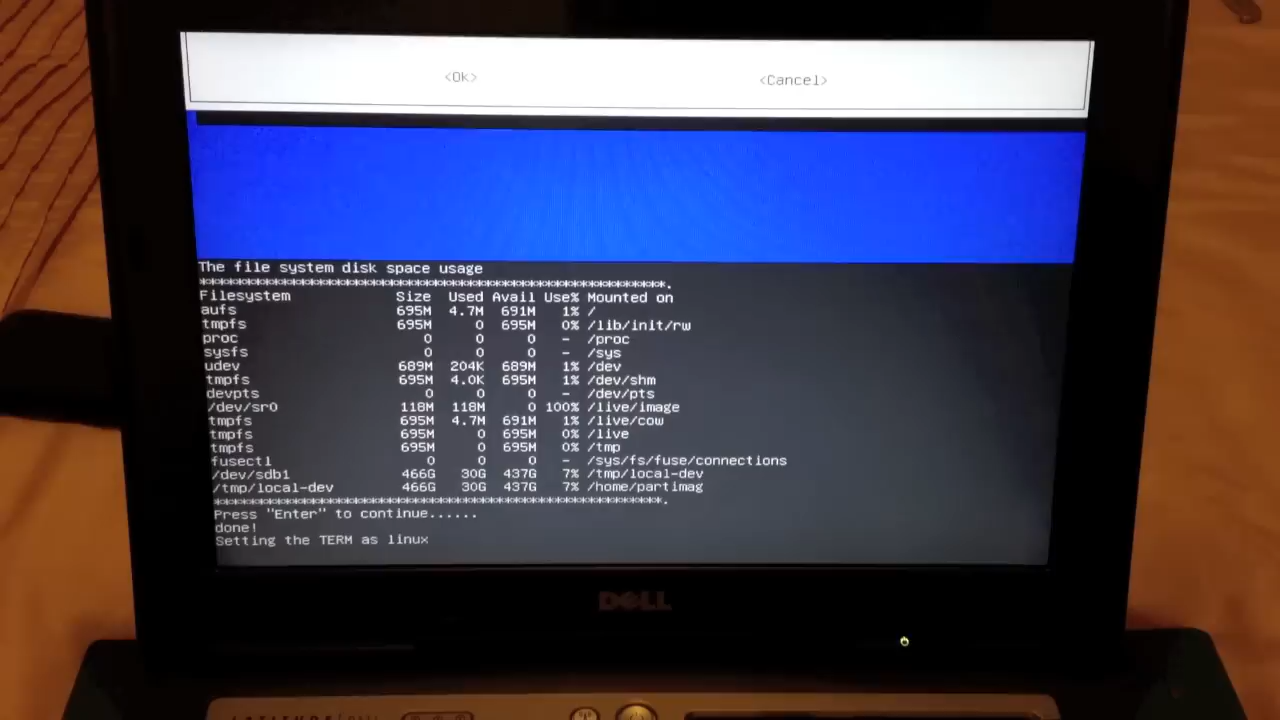 <Ok> <Cancel>
The file system disk space usage
*******************************************************************.
Filesystem Size Used Avail Use% Mounted on
aufs 695M 4.7M 691M 1% /
tmpfs 695M 0 695M 0% /lib/init/rw
proc 0 0 0 - /proc
sysfs 0 0 0 - /sys
udev 689M 204K 689M 1% /dev
tmpfs 695M 4.0K 695M 1% /dev/shm
devpts 0 0 0 - /dev/pts
/dev/sr0 118M 118M 0 100% /live/image
tmpfs 695M 4.7M 691M 1% /live/cow
tmpfs 695M 0 695M 0% /live
tmpfs 695M 0 695M 0% /tmp
fusectl 0 0 0 - /sys/fs/fuse/connections
/dev/sdb1 466G 30G 437G 7% /tmp/local-dev
/tmp/local-dev 466G 30G 437G 7% /home/partimag
*******************************************************************.
Press "Enter" to continue......
done!
Setting the TERM as linux
DELL
LATITUDE